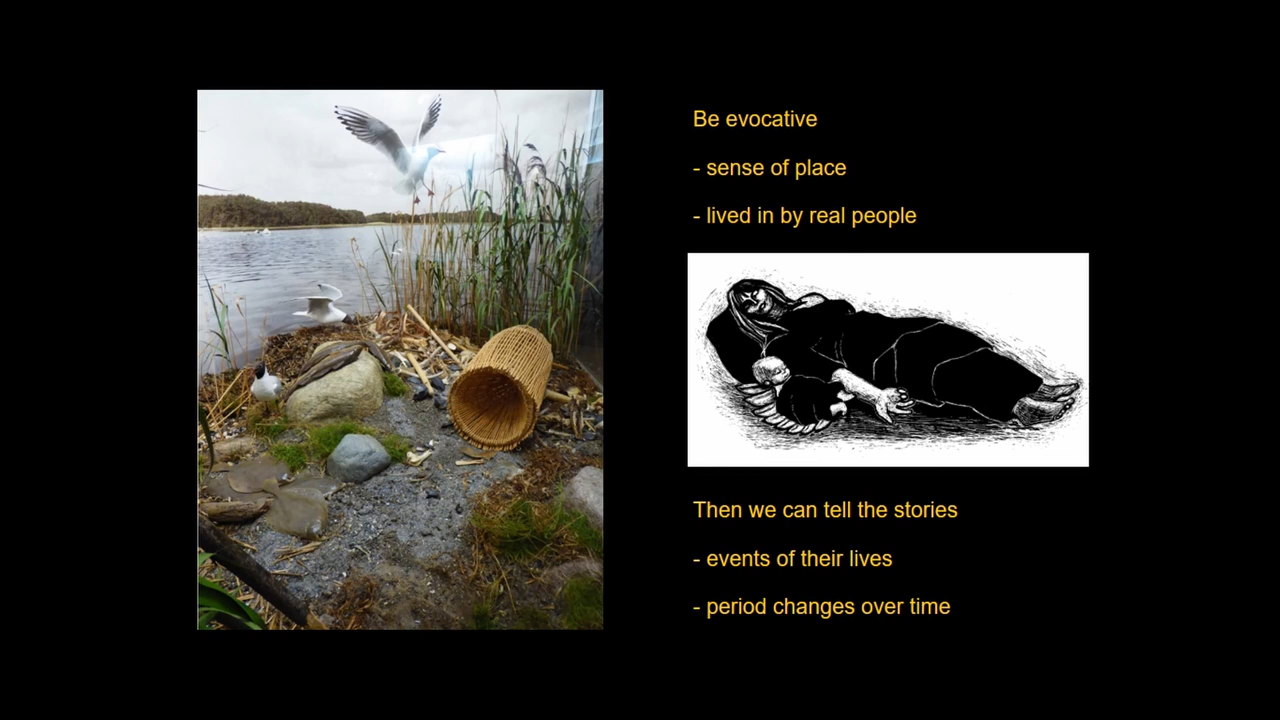 Be evocative
- sense of place
- lived in by real people
Then we can tell the stories
- events of their lives
- period changes over time